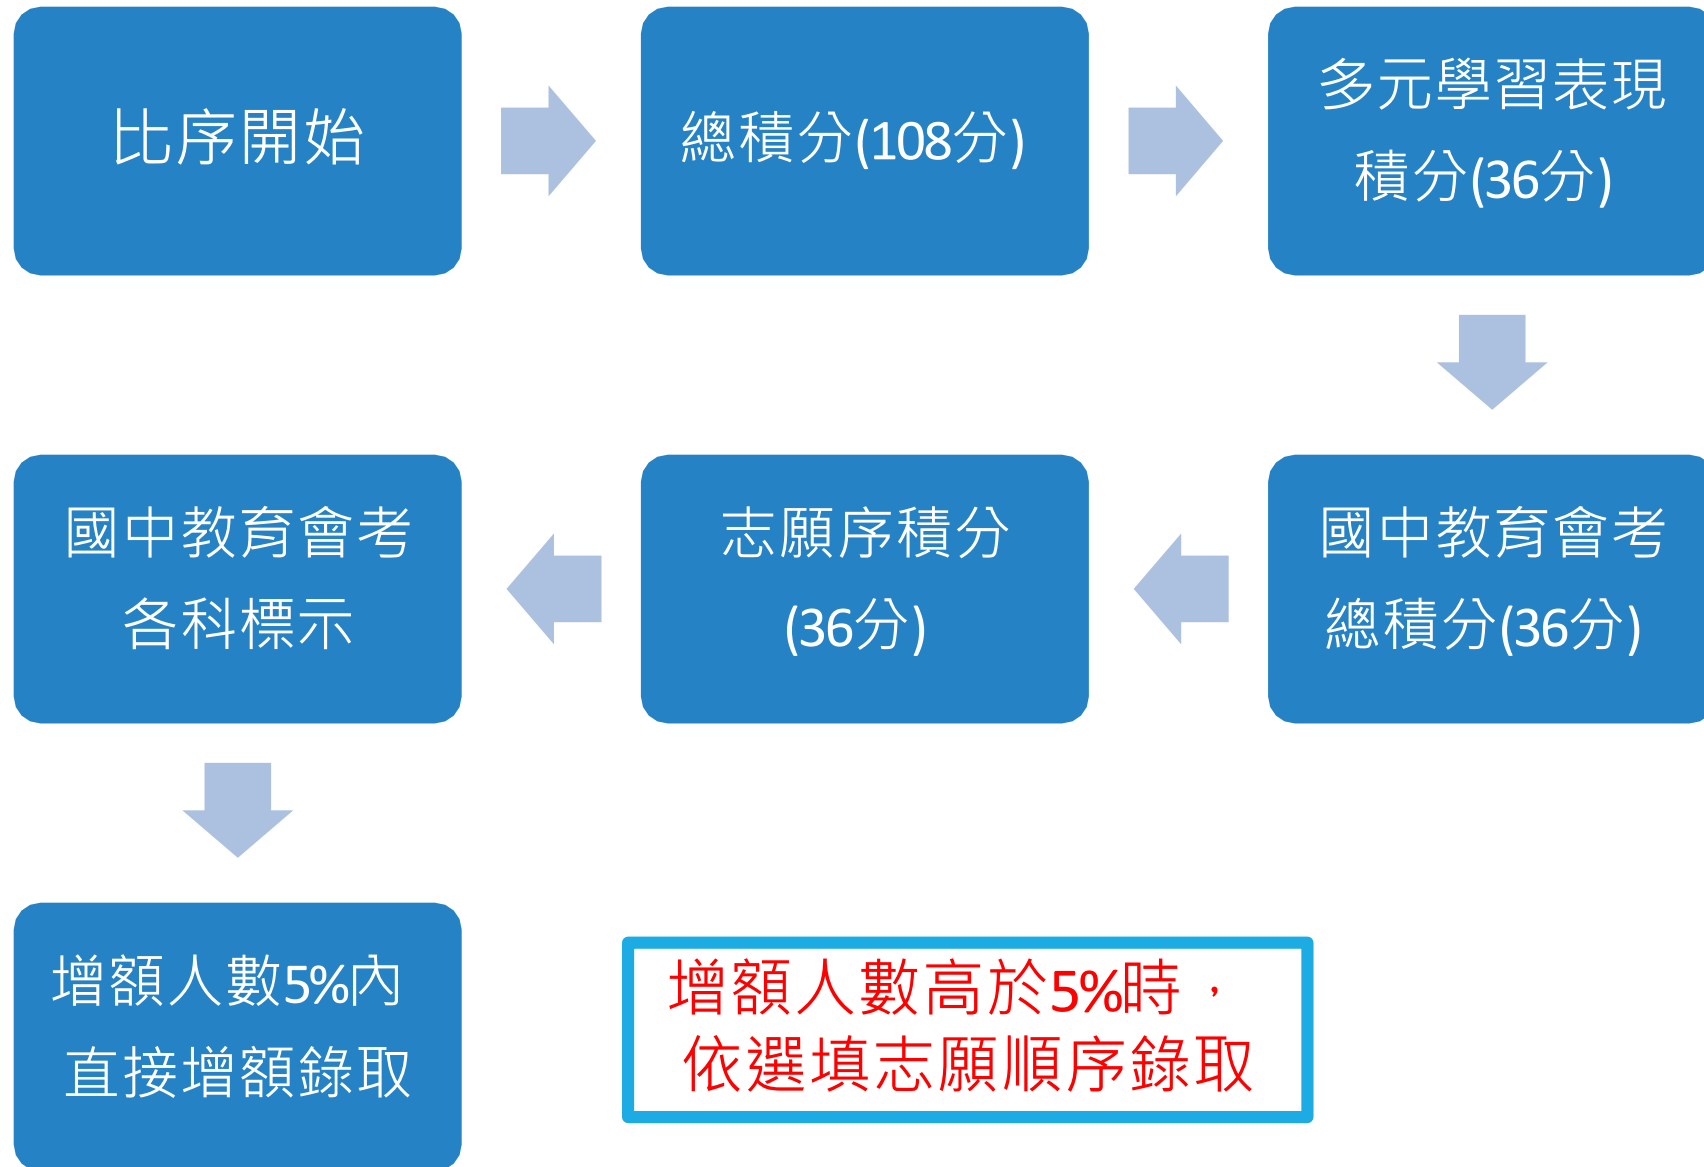 比序開始
總積分(108分)
多元學習表現
積分(36分)
國中教育會考
總積分(36分)
志願序積分
(36分)
國中教育會考
各科標示
增額人數5%內
直接增額錄取
增額人數高於5%時，
依選填志願順序錄取